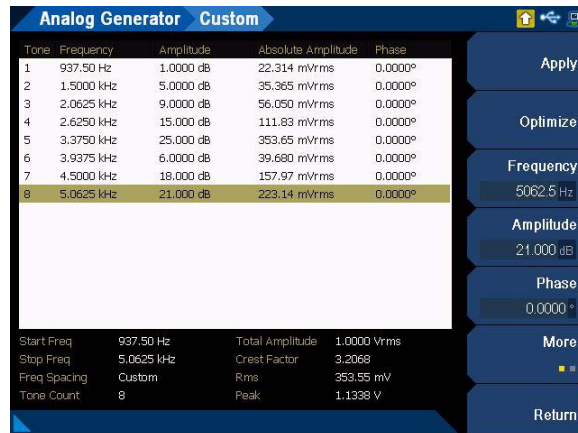 Analog Generator Custom
Tone Frequency Amplitude Absolute Amplitude Phase
1 937.50 Hz 1.0000 dB 22.314 mVrms 0.0000°
2 1.5000 kHz 5.0000 dB 35.365 mVrms 0.0000°
3 2.0625 kHz 9.0000 dB 56.050 mVrms 0.0000°
4 2.6250 kHz 15.000 dB 111.83 mVrms 0.0000°
5 3.3750 kHz 25.000 dB 353.65 mVrms 0.0000°
6 3.9375 kHz 6.0000 dB 39.680 mVrms 0.0000°
7 4.5000 kHz 18.000 dB 157.97 mVrms 0.0000°
8 5.0625 kHz 21.000 dB 223.14 mVrms 0.0000°
Start Freq 937.50 Hz Total Amplitude 1.0000 Vrms
Stop Freq 5.0625 kHz Crest Factor 3.2068
Freq Spacing Custom Rms 353.55 mV
Tone Count 8 Peak 1.1338 V
Apply
Optimize
Frequency
5062.5 Hz
Amplitude
21.000 dB
Phase
0.0000 °
More
Return